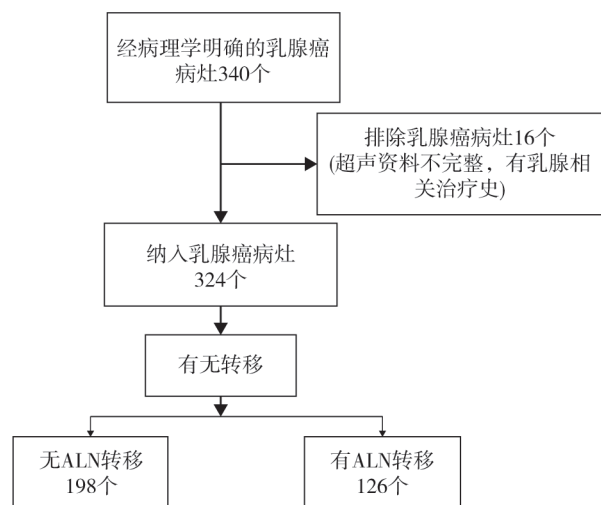 经病理学明确的乳腺癌
病灶340个
排除乳腺癌病灶16个
(超声资料不完整，有乳腺相
关治疗史)
纳入乳腺癌病灶
324个
有无转移
无ALN转移
198个
有ALN转移
126个